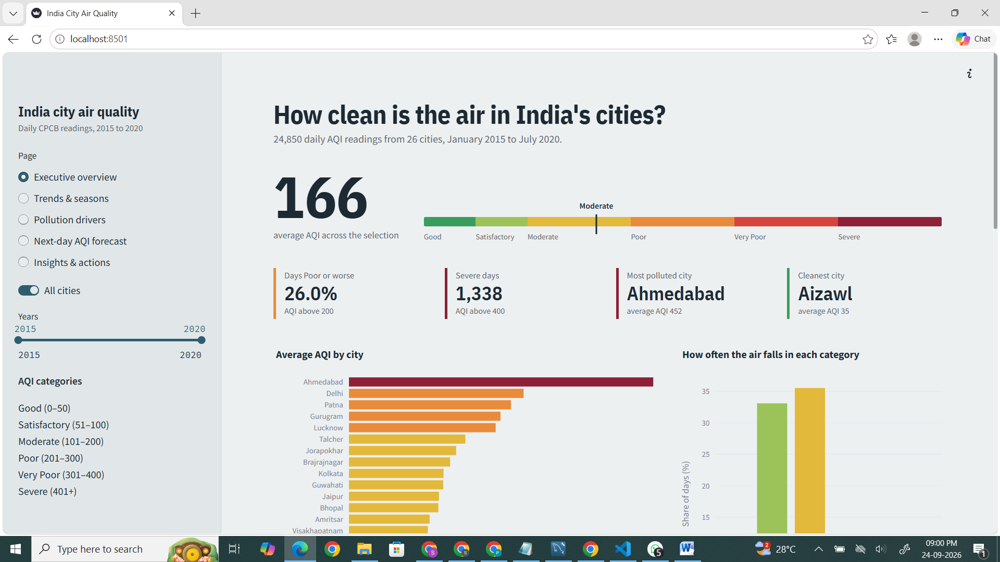 India City Air Quality
localhost:8501
Chat
India city air quality
Daily CPCB readings, 2015 to 2020
Page
Executive overview
Trends & seasons
Pollution drivers
Next-day AQI forecast
Insights & actions
All cities
Years
2015 2020
2015 2020
AQI categories
Good (0–50)
Satisfactory (51–100)
Moderate (101–200)
Poor (201–300)
Very Poor (301–400)
Severe (401+)
How clean is the air in India's cities?
24,850 daily AQI readings from 26 cities, January 2015 to July 2020.
166
average AQI across the selection
Moderate
Good Satisfactory Moderate Poor Very Poor Severe
Days Poor or worse
26.0%
AQI above 200
Severe days
1,338
AQI above 400
Most polluted city
Ahmedabad
average AQI 452
Cleanest city
Aizawl
average AQI 35
Average AQI by city
Ahmedabad
Delhi
Patna
Gurugram
Lucknow
Talcher
Jorapokhar
Brajrajnagar
Kolkata
Guwahati
Jaipur
Bhopal
Amritsar
Visakhapatnam
How often the air falls in each category
Share of days (%)
35
30
25
20
15
Type here to search
S
S
P
5
W
2
28°C
09:00 PM
24-09-2026
1